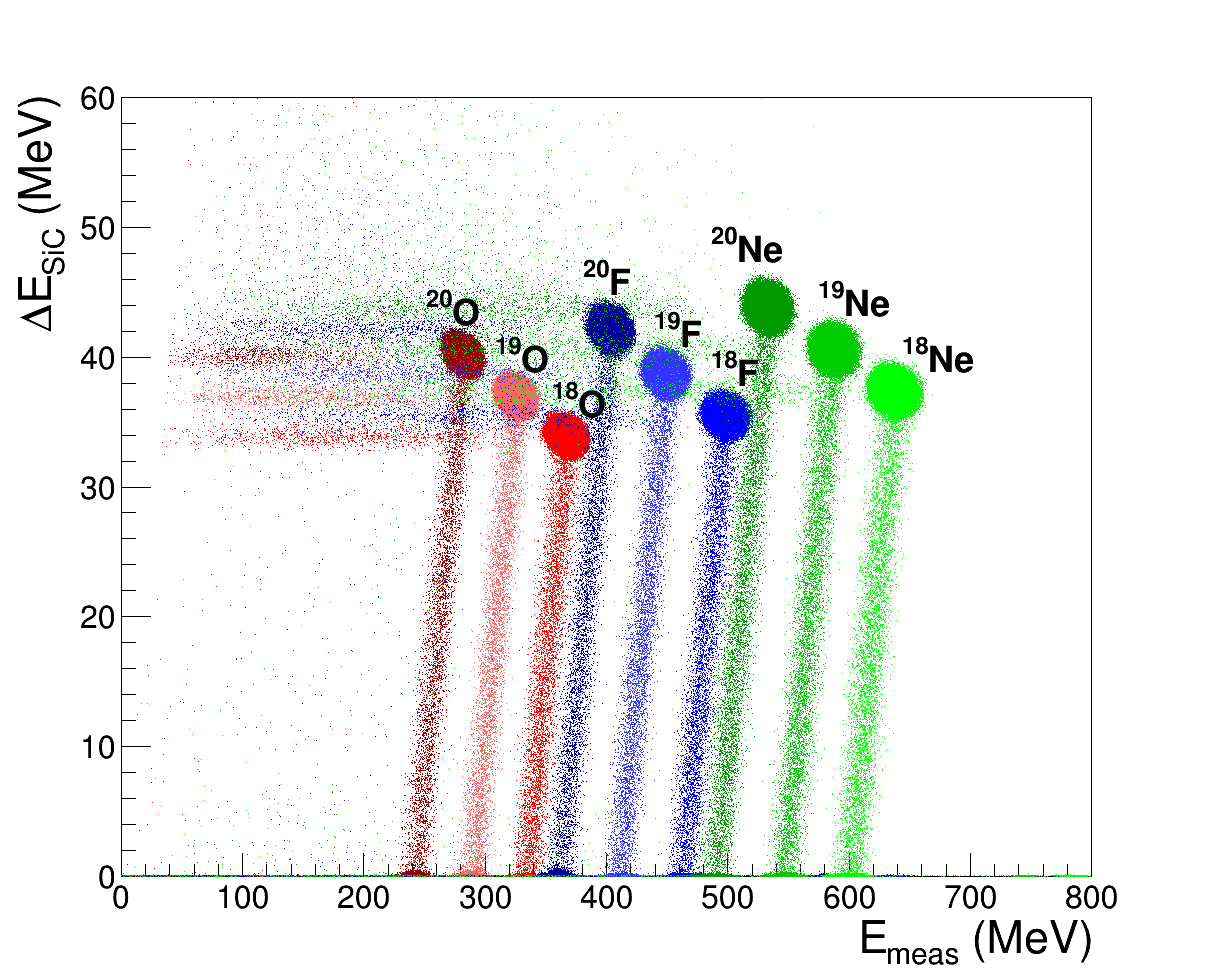 ΔE_SiC (MeV)
60
50
40
30
20
10
0
²⁰O
¹⁹O
¹⁸O
²⁰F
¹⁹F
¹⁸F
²⁰Ne
¹⁹Ne
¹⁸Ne
0 100 200 300 400 500 600 700 800
E_meas (MeV)